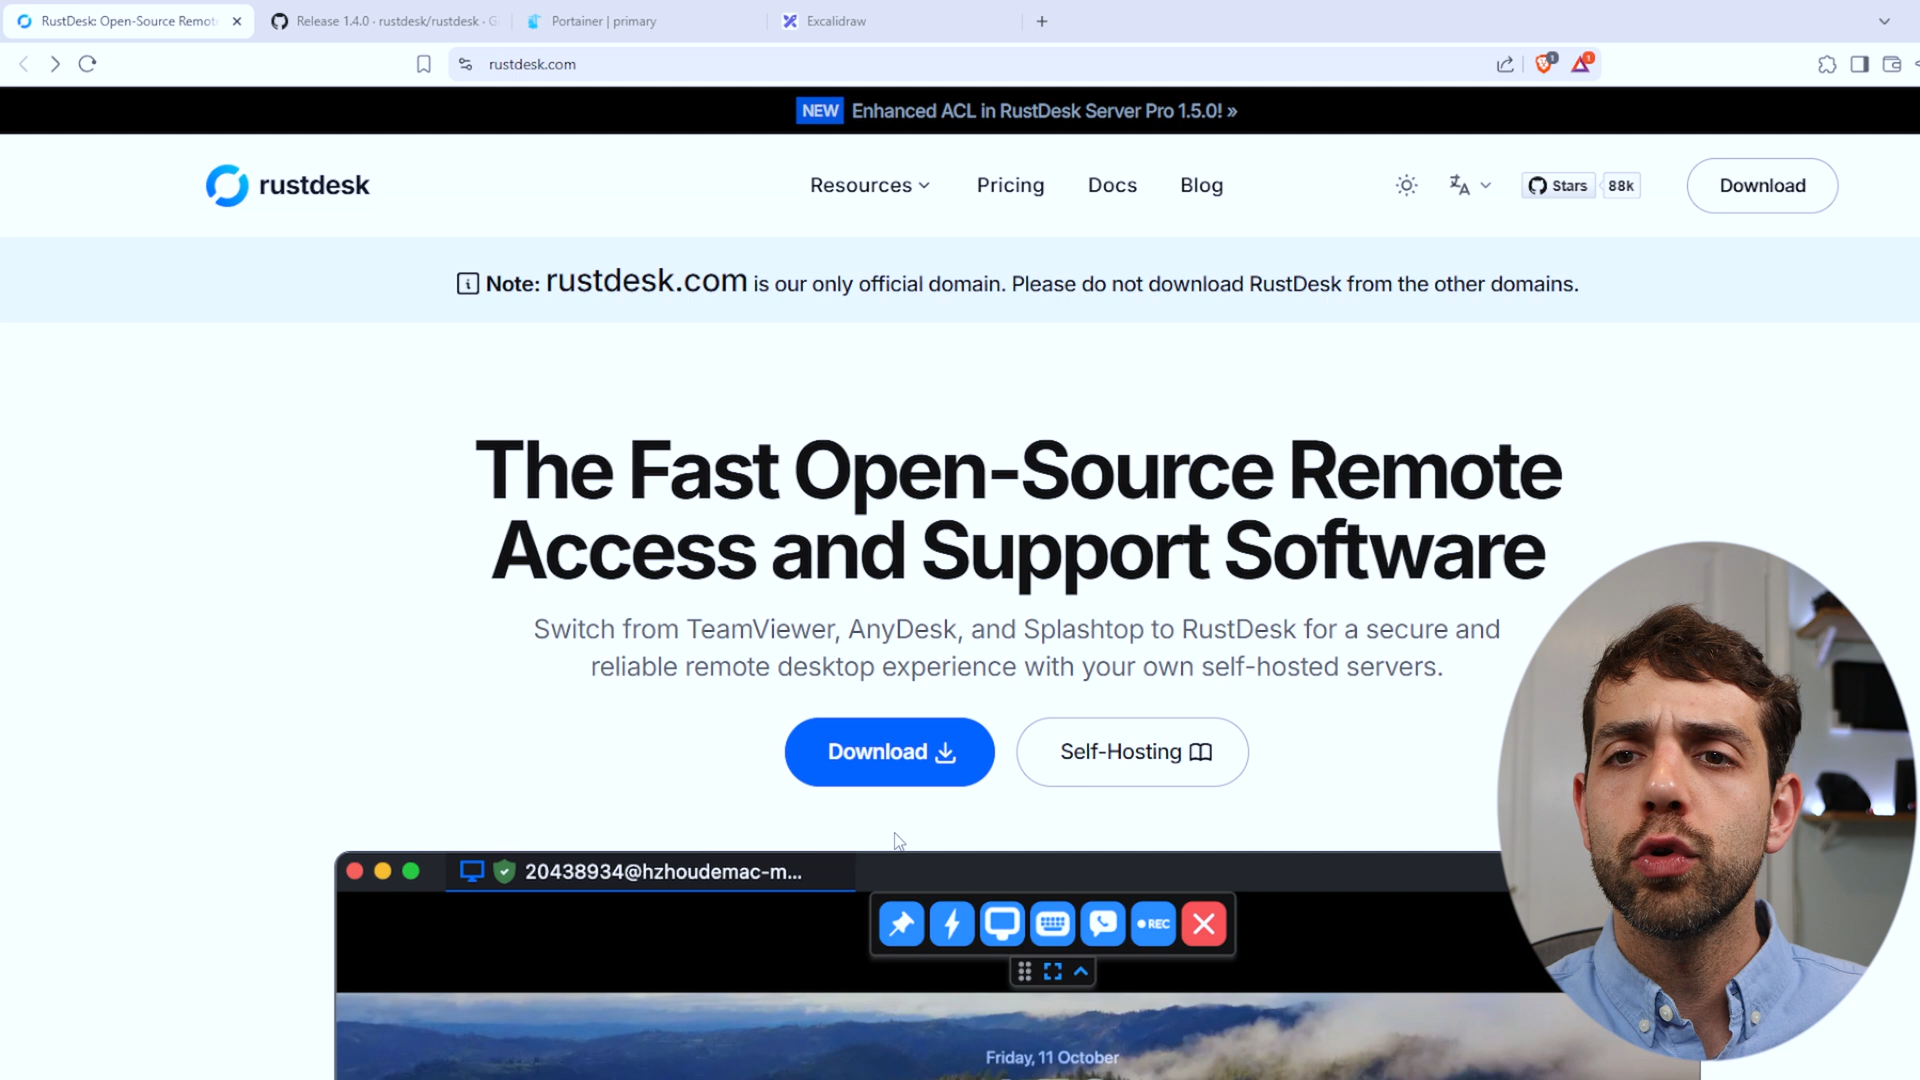 RustDesk: Open-Source Remot
Release 1.4.0 · rustdesk/rustdesk · G
Portainer | primary
Excalidraw
rustdesk.com
1
1
NEW Enhanced ACL in RustDesk Server Pro 1.5.0! »
rustdesk
Resources
Pricing
Docs
Blog
Stars
88k
Download
Note: rustdesk.com is our only official domain. Please do not download RustDesk from the other domains.
The Fast Open-Source Remote
Access and Support Software
Switch from TeamViewer, AnyDesk, and Splashtop to RustDesk for a secure and
reliable remote desktop experience with your own self-hosted servers.
Download
Self-Hosting
20438934@hzhoudemac-m...
REC
Friday, 11 October